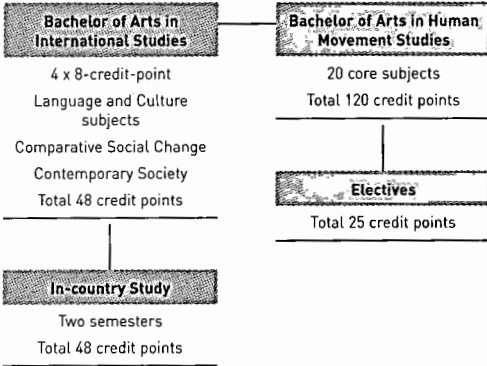 Bachelor of Arts in
International Studies
4 x 8-credit-point
Language and Culture
subjects
Comparative Social Change
Contemporary Society
Total 48 credit points
In-country Study
Two semesters
Total 48 credit points
Bachelor of Arts in Human
Movement Studies
20 core subjects
Total 120 credit points
Electives
Total 25 credit points